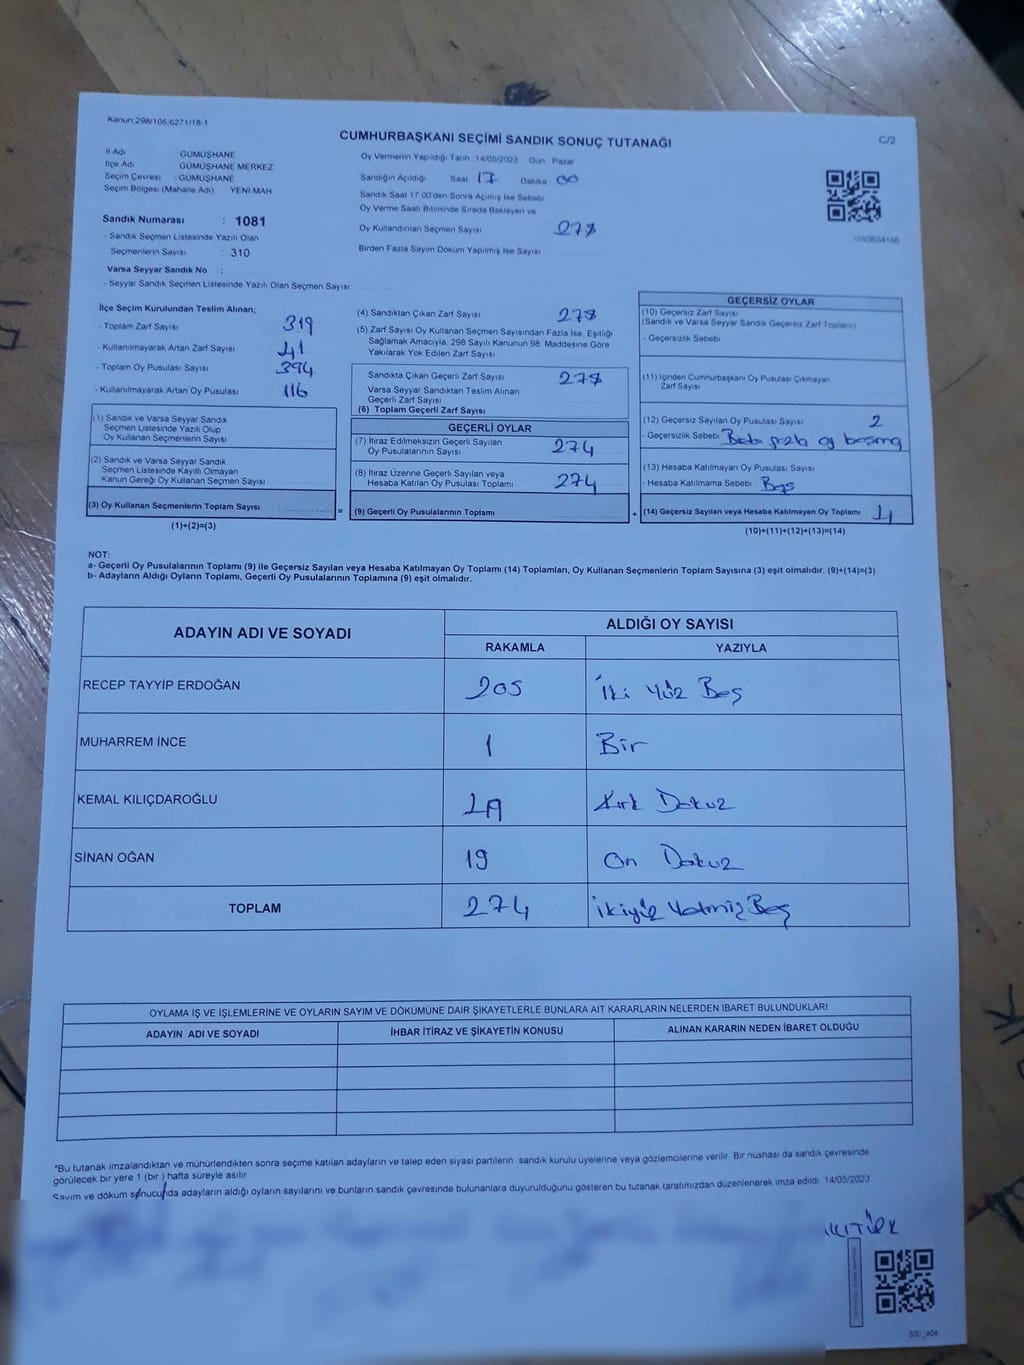 Kanun:298/105,6271/18-1
CUMHURBAŞKANI SEÇİMİ SANDIK SONUÇ TUTANAĞI
C/2
İl Adı GÜMÜŞHANE
İlçe Adı GÜMÜŞHANE MERKEZ
Seçim Çevresi : GÜMÜŞHANE
Seçim Bölgesi (Mahalle Adı) YENİ MAH
Sandık Numarası : 1081
- Sandık Seçmen Listesinde Yazılı Olan
Seçmenlerin Sayısı : 310
Varsa Seyyar Sandık No :
- Seyyar Sandık Seçmen Listesinde Yazılı Olan Seçmen Sayısı
Oy Vermenin Yapıldığı Tarih 14/05/2023 Gün Pazar
Sandığın Açıldığı Saat 17 Dakika 00
Sandık Saat 17.00'den Sonra Açımış İse Sebebi
Oy Verme Saati Bitiminde Sırada Bekleyen ve
Oy Kullandırılan Seçmen Sayısı 278
Birden Fazla Sayım Döküm Yapılmış İse Sayısı
1093634166
İlçe Seçim Kurulundan Teslim Alınan;
- Toplam Zarf Sayısı 319
- Kullanılmayarak Artan Zarf Sayısı 41
- Toplam Oy Pusulası Sayısı 394
- Kullanılmayarak Artan Oy Pusulası 116
(1) Sandık ve Varsa Seyyar Sandık
Seçmen Listesinde Yazılı Olup
Oy Kullanan Seçmenlerin Sayısı
(2) Sandık ve Varsa Seyyar Sandık
Seçmen Listesinde Kayıtlı Olmayan
Kanun Gereği Oy Kullanan Seçmen Sayısı
(3) Oy Kullanan Seçmenlerin Toplam Sayısı
(1)+(2)=(3)
=
(4) Sandıktan Çıkan Zarf Sayısı 278
(5) Zarf Sayısı Oy Kullanan Seçmen Sayısından Fazla İse, Eşitliği
Sağlamak Amacıyla; 298 Sayılı Kanunun 98. Maddesine Göre
Yakılarak Yok Edilen Zarf Sayısı
Sandıkta Çıkan Geçerli Zarf Sayısı 278
Varsa Seyyar Sandıktan Teslim Alınan
Geçerli Zarf Sayısı
(6) Toplam Geçerli Zarf Sayısı
GEÇERLİ OYLAR
(7) İtiraz Edilmeksizin Geçerli Sayılan
Oy Pusulalarının Sayısı 274
(8) İtiraz Üzerine Geçerli Sayılan veya
Hesaba Katılan Oy Pusulası Toplamı 274
(9) Geçerli Oy Pusulalarının Toplamı
+
GEÇERSİZ OYLAR
(10) Geçersiz Zarf Sayısı
(Sandık ve Varsa Seyyar Sandık Geçersiz Zarf Toplamı)
- Geçersizlik Sebebi
(11) İçinden Cumhurbaşkanı Oy Pusulası Çıkmayan
Zarf Sayısı
(12) Geçersiz Sayılan Oy Pusulası Sayısı 2
- Geçersizlik Sebebi fazla oy basma
(13) Hesaba Katılmayan Oy Pusulası Sayısı
- Hesaba Katılmama Sebebi Boş
(14) Geçersiz Sayılan veya Hesaba Katılmayan Oy Toplamı 4
(10)+(11)+(12)+(13)=(14)
NOT:
a- Geçerli Oy Pusulalarının Toplamı (9) ile Geçersiz Sayılan veya Hesaba Katılmayan Oy Toplamı (14) Toplamları, Oy Kullanan Seçmenlerin Toplam Sayısına (3) eşit olmalıdır. (9)+(14)=(3)
b- Adayların Aldığı Oyların Toplamı, Geçerli Oy Pusulalarının Toplamına (9) eşit olmalıdır.
ADAYIN ADI VE SOYADI ALDIĞI OY SAYISI
RAKAMLA YAZIYLA
RECEP TAYYİP ERDOĞAN 205 İki Yüz Beş
MUHARREM İNCE 1 Bir
KEMAL KILIÇDAROĞLU 49 Kırk Dokuz
SİNAN OĞAN 19 On Dokuz
TOPLAM 274 İkiyüz Yetmiş Beş
OYLAMA İŞ VE İŞLEMLERİNE VE OYLARIN SAYIM VE DÖKÜMÜNE DAİR ŞİKAYETLERLE BUNLARA AİT KARARLARIN NELERDEN İBARET BULUNDUKLARI
ADAYIN ADI VE SOYADI İHBAR İTİRAZ VE ŞİKAYETİN KONUSU ALINAN KARARIN NEDEN İBARET OLDUĞU
*Bu tutanak imzalandıktan ve mühürlendikten sonra seçime katılan adayların ve talep eden siyasi partilerin sandık kurulu üyelerine veya gözlemcilerine verilir. Bir nüshası da sandık çevresinde
görülecek bir yere 1 (bir ) hafta süreyle asılır.
Sayım ve döküm sonucunda adayların aldığı oyların sayılarını ve bunların sandık çevresinde bulunanlara duyurulduğunu gösteren bu tutanak tarafımızdan düzenlenerek imza edildi. 14/05/2023